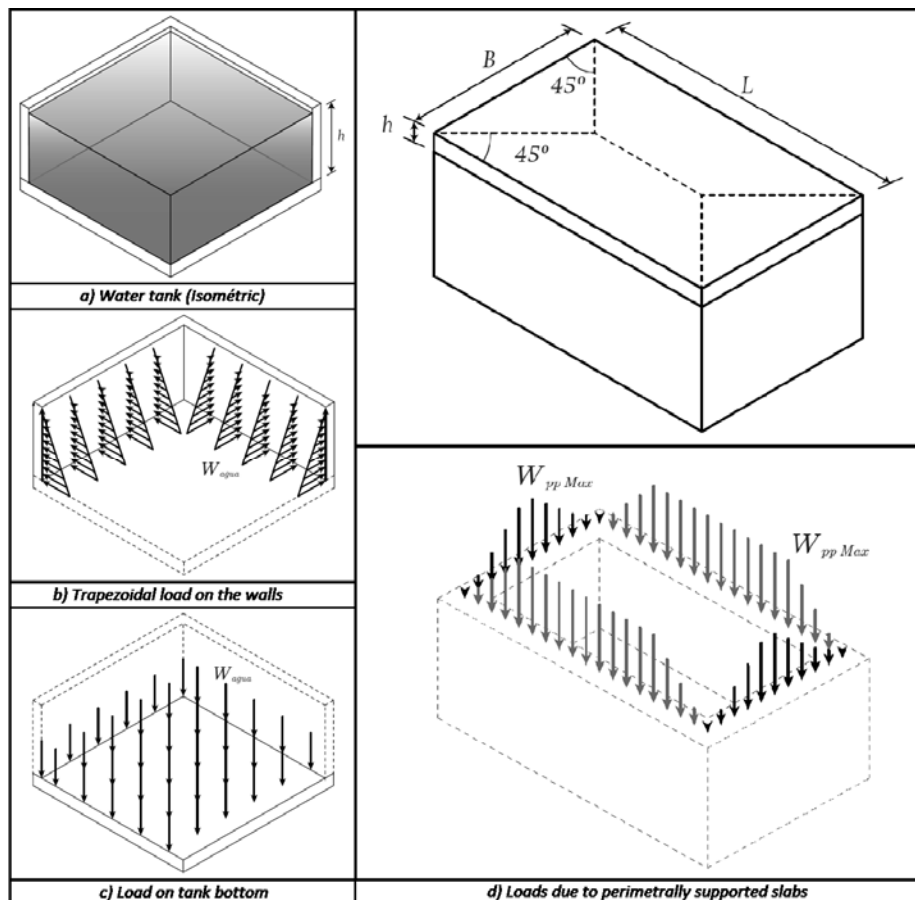 h
a) Water tank (Isométric)
W agua
b) Trapezoidal load on the walls
W agua
c) Load on tank bottom
B
L
45º
h
45º
W pp Max
W pp Max
d) Loads due to perimetrally supported slabs